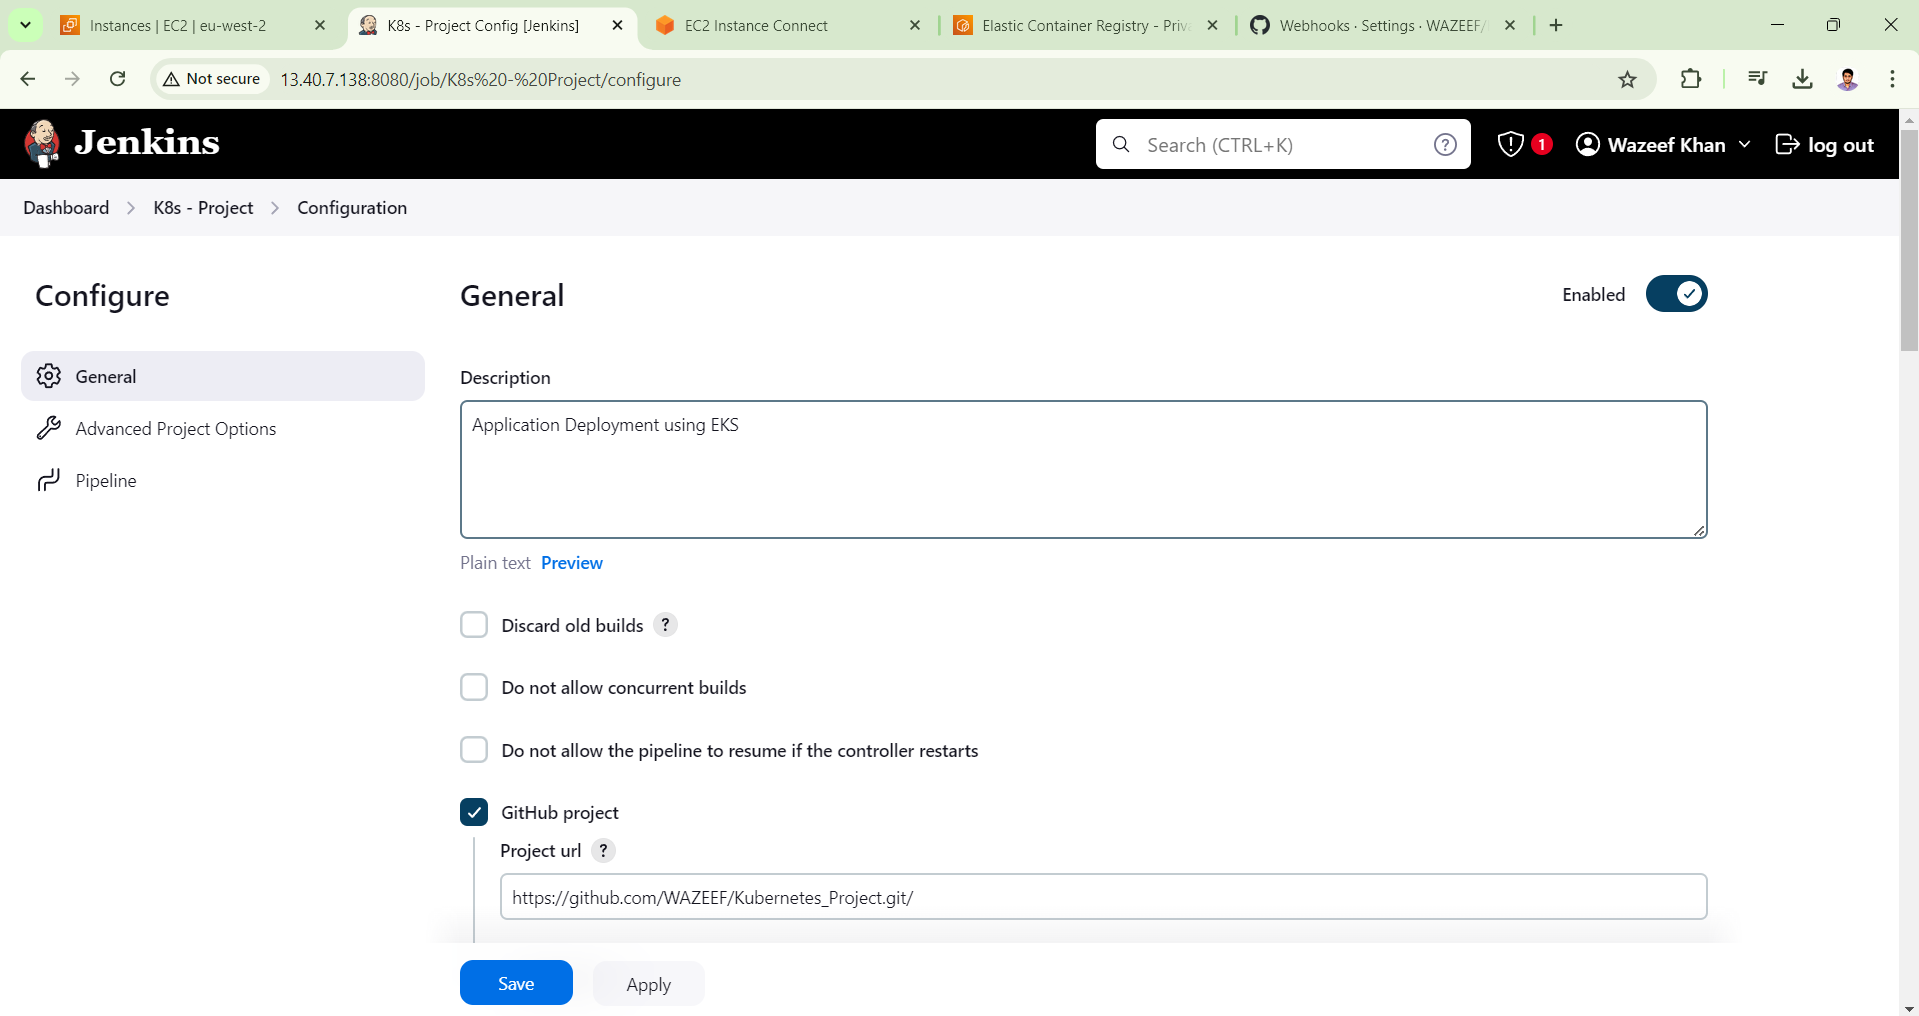 Instances | EC2 | eu-west-2
K8s - Project Config [Jenkins]
EC2 Instance Connect
Elastic Container Registry - Priv
Webhooks · Settings · WAZEEF/
Not secure
13.40.7.138:8080/job/K8s%20-%20Project/configure
Jenkins
Search (CTRL+K)
?
1
Wazeef Khan
log out
Dashboard
K8s - Project
Configuration
Configure
General
Advanced Project Options
Pipeline
General
Enabled
Description
Application Deployment using EKS
Plain text Preview
Discard old builds ?
Do not allow concurrent builds
Do not allow the pipeline to resume if the controller restarts
GitHub project
Project url ?
https://github.com/WAZEEF/Kubernetes_Project.git/
Save
Apply